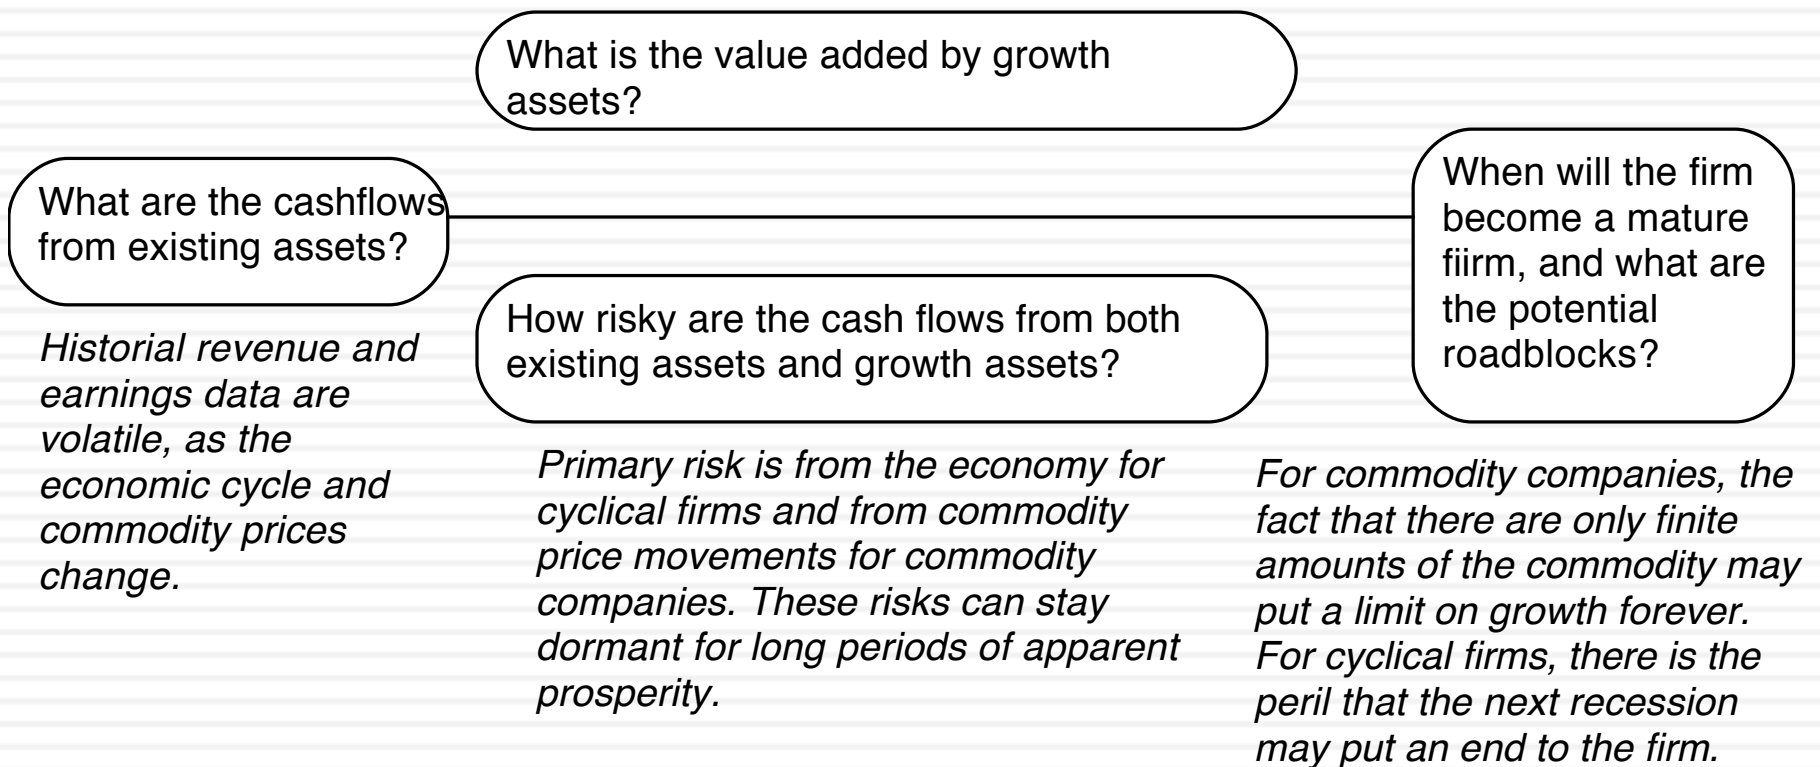 What is the value added by growth
assets?
What are the cashflows
from existing assets?
Historial revenue and
earnings data are
volatile, as the
economic cycle and
commodity prices
change.
How risky are the cash flows from both
existing assets and growth assets?
Primary risk is from the economy for
cyclical firms and from commodity
price movements for commodity
companies. These risks can stay
dormant for long periods of apparent
prosperity.
When will the firm
become a mature
fiirm, and what are
the potential
roadblocks?
For commodity companies, the
fact that there are only finite
amounts of the commodity may
put a limit on growth forever.
For cyclical firms, there is the
peril that the next recession
may put an end to the firm.